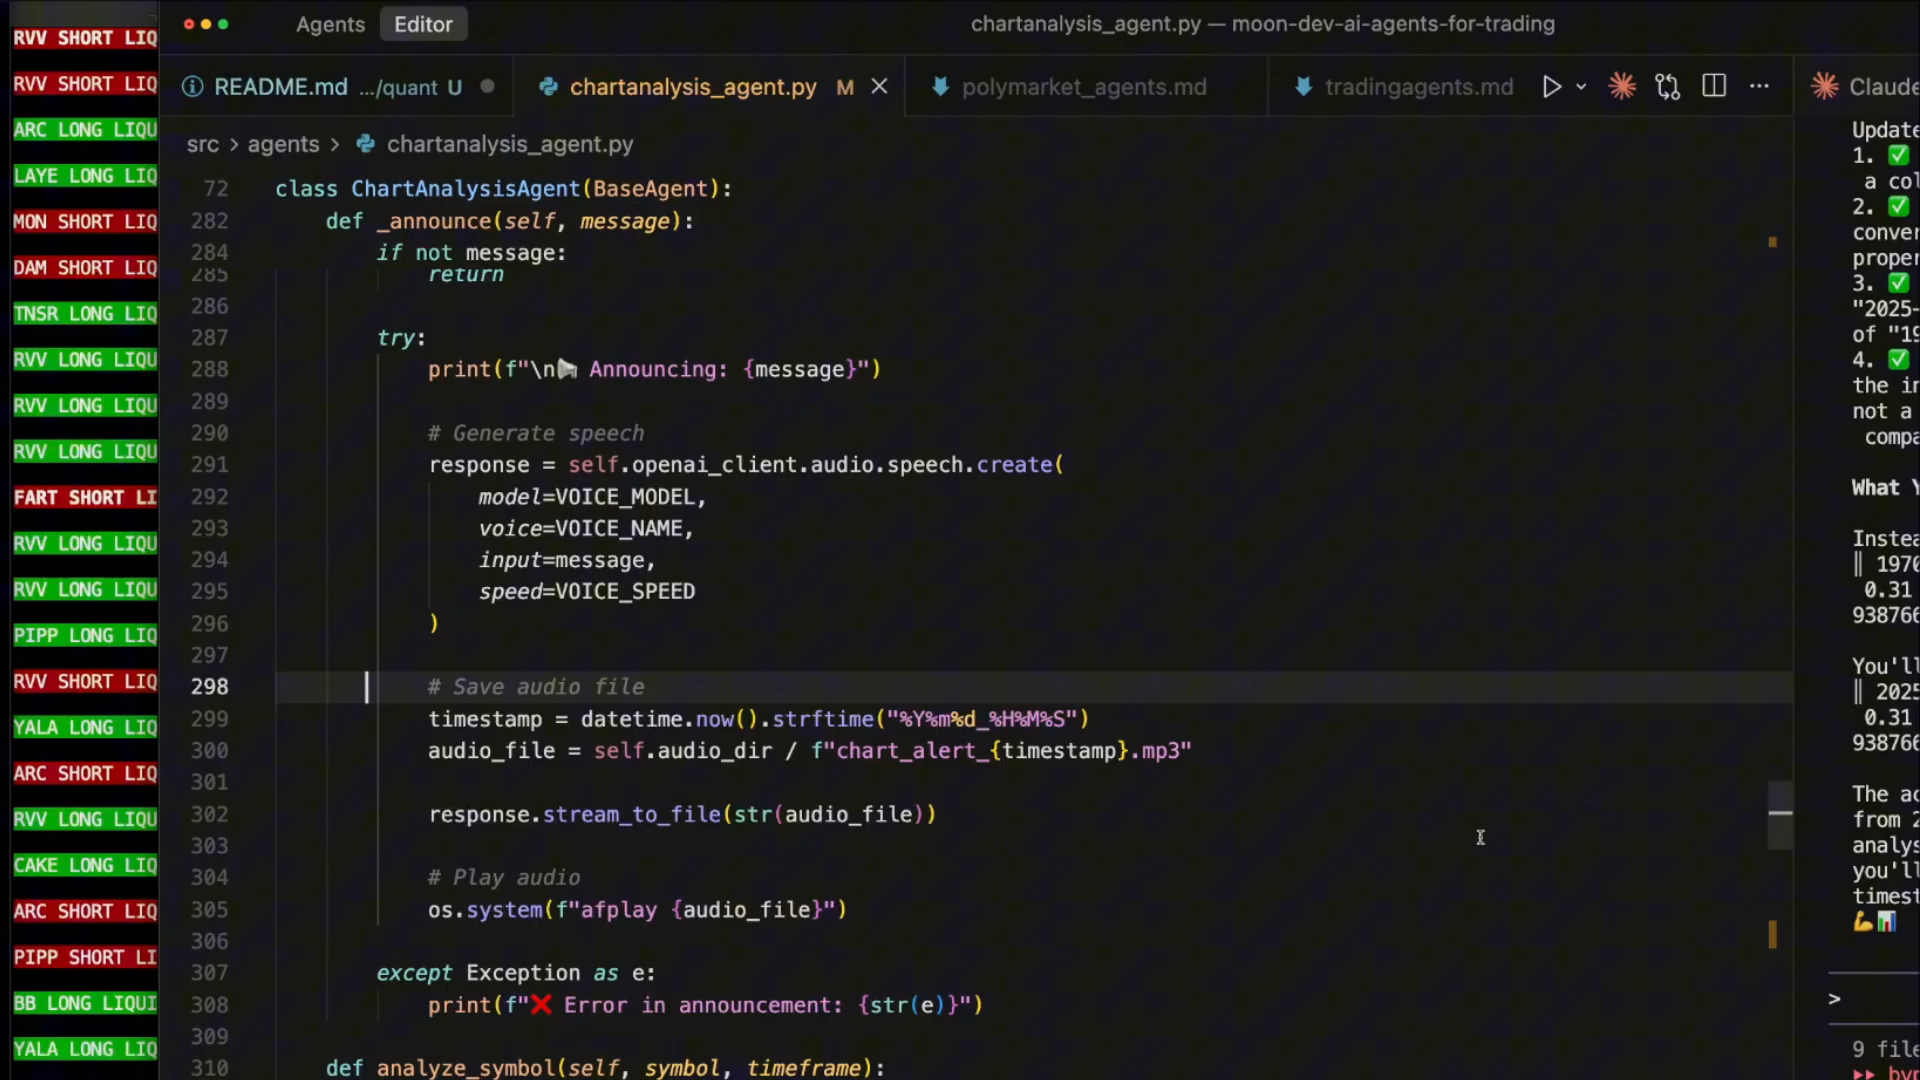 RVV SHORT LIQ
RVV SHORT LIQ
ARC LONG LIQU
LAYE LONG LIQ
MON SHORT LIQ
DAM SHORT LIQ
TNSR LONG LIQ
RVV LONG LIQU
RVV LONG LIQU
RVV LONG LIQU
FART SHORT LI
RVV LONG LIQU
RVV LONG LIQU
PIPP LONG LIQ
RVV SHORT LIQ
YALA LONG LIQ
ARC SHORT LIQ
RVV LONG LIQU
CAKE LONG LIQ
ARC SHORT LIQ
PIPP SHORT LI
BB LONG LIQUI
YALA LONG LIQ
Agents Editor chartanalysis_agent.py — moon-dev-ai-agents-for-trading
README.md .../quant U chartanalysis_agent.py M polymarket_agents.md tradingagents.md
src > agents > chartanalysis_agent.py
72 class ChartAnalysisAgent(BaseAgent):
282 def _announce(self, message):
284 if not message:
285 return
286
287 try:
288 print(f"\n📢 Announcing: {message}")
289
290 # Generate speech
291 response = self.openai_client.audio.speech.create(
292 model=VOICE_MODEL,
293 voice=VOICE_NAME,
294 input=message,
295 speed=VOICE_SPEED
296 )
297
298 # Save audio file
299 timestamp = datetime.now().strftime("%Y%m%d_%H%M%S")
300 audio_file = self.audio_dir / f"chart_alert_{timestamp}.mp3"
301
302 response.stream_to_file(str(audio_file))
303
304 # Play audio
305 os.system(f"afplay {audio_file}")
306
307 except Exception as e:
308 print(f"❌ Error in announcement: {str(e)}")
309
310 def analyze_symbol(self, symbol, timeframe):
Claude
Update
1. ✅
a col
2. ✅
conver
proper
3. ✅
"2025-
of "19
4. ✅
the in
not a
compa
What Y
Instea
║ 1970
0.31
938766
You'll
║ 2025
0.31
938766
The ac
from 2
analys
you'll
timest
💪📊
>
9 file
▸▸ byp